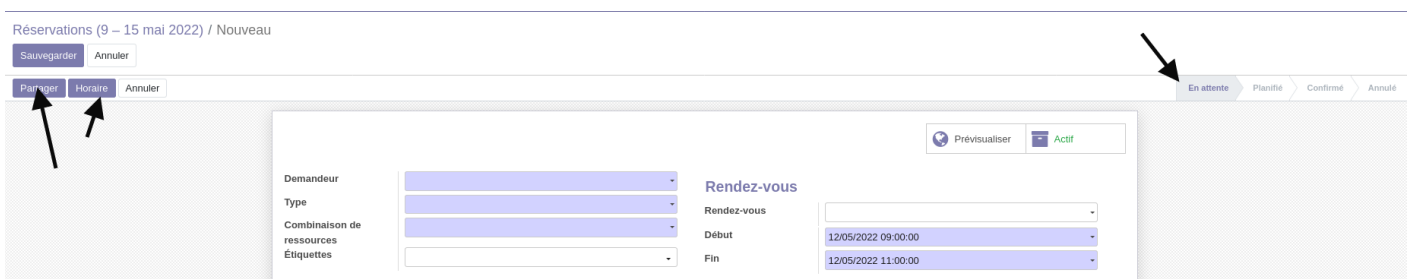 Réservations (9 – 15 mai 2022) / Nouveau
Sauvegarder Annuler
Partager Horaire Annuler
En attente Planifié Confirmé Annulé
Prévisualiser Actif
Demandeur
Type
Combinaison de
ressources
Étiquettes
Rendez-vous
Rendez-vous
Début 12/05/2022 09:00:00
Fin 12/05/2022 11:00:00